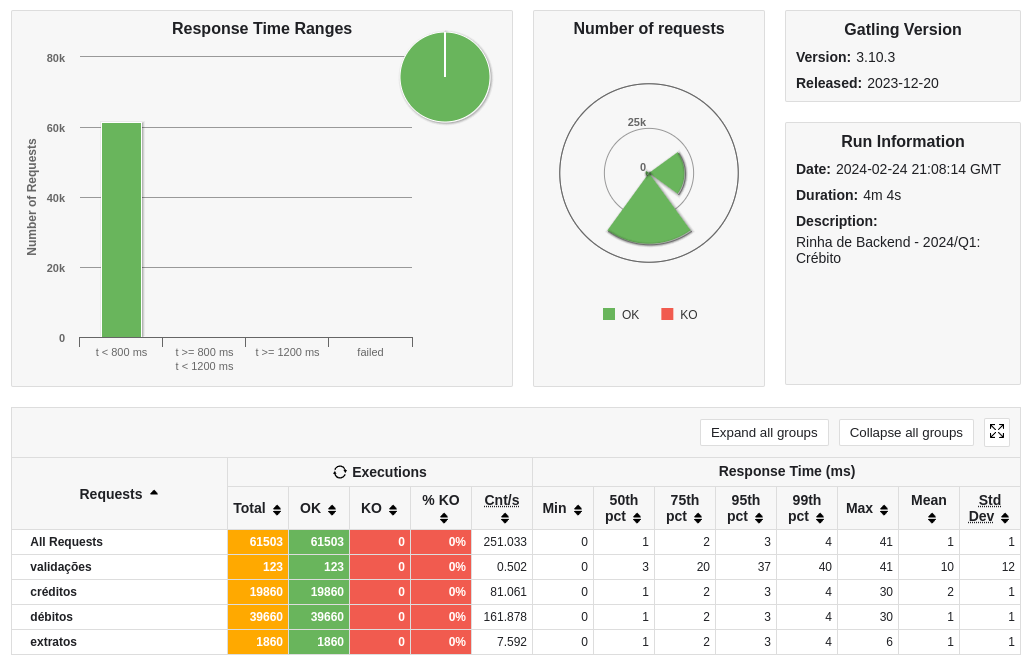 Response Time Ranges
80k
60k
40k
20k
0
Number of Requests
t < 800 ms
t >= 800 ms
t < 1200 ms
t >= 1200 ms
failed
Number of requests
25k
0
OK KO
Gatling Version
Version: 3.10.3
Released: 2023-12-20
Run Information
Date: 2024-02-24 21:08:14 GMT
Duration: 4m 4s
Description:
Rinha de Backend - 2024/Q1:
Crébito
Expand all groups Collapse all groups
Requests Executions Response Time (ms)
Total OK KO % KO Cnt/s Min 50th pct 75th pct 95th pct 99th pct Max Mean Std Dev
All Requests 61503 61503 0 0% 251.033 0 1 2 3 4 41 1 1
validações 123 123 0 0% 0.502 0 3 20 37 40 41 10 12
créditos 19860 19860 0 0% 81.061 0 1 2 3 4 30 2 1
débitos 39660 39660 0 0% 161.878 0 1 2 3 4 30 1 1
extratos 1860 1860 0 0% 7.592 0 1 2 3 4 6 1 1